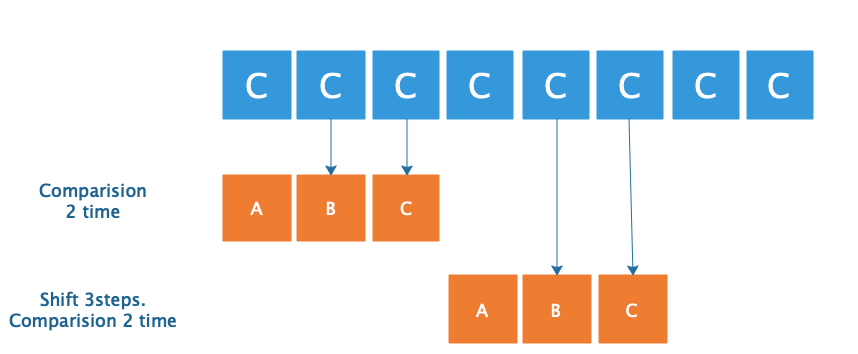 C C C C C C C C
Comparision
2 time
A B C
Shift 3steps.
Comparision 2 time
A B C